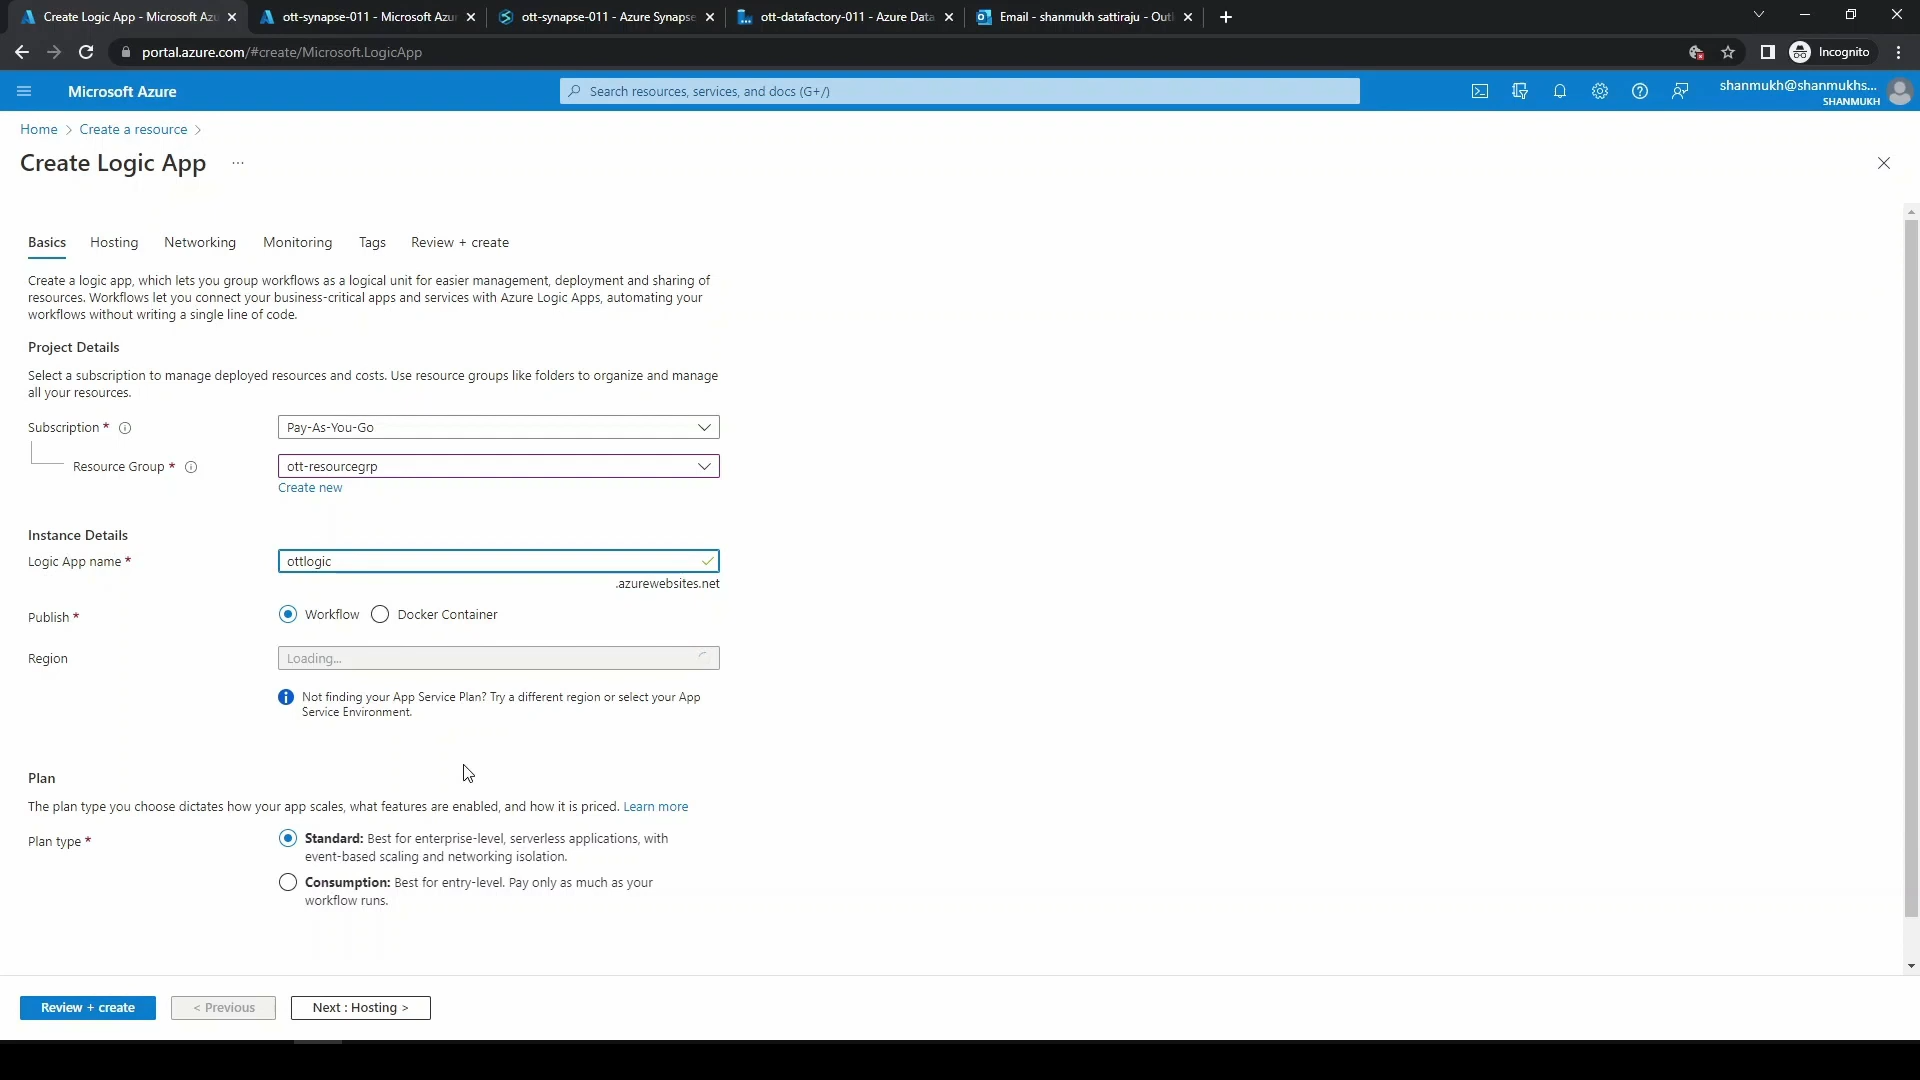 Create Logic App - Microsoft Azu
ott-synapse-011 - Microsoft Azur
ott-synapse-011 - Azure Synapse
ott-datafactory-011 - Azure Data
Email - shanmukh sattiraju - Outl
portal.azure.com/#create/Microsoft.LogicApp
Incognito
Microsoft Azure
Search resources, services, and docs (G+/)
shanmukh@shanmukhs...
SHANMUKH
Home > Create a resource >
Create Logic App ...
Basics Hosting Networking Monitoring Tags Review + create
Create a logic app, which lets you group workflows as a logical unit for easier management, deployment and sharing of
resources. Workflows let you connect your business-critical apps and services with Azure Logic Apps, automating your
workflows without writing a single line of code.
Project Details
Select a subscription to manage deployed resources and costs. Use resource groups like folders to organize and manage
all your resources.
Subscription * Pay-As-You-Go
Resource Group * ott-resourcegrp
Create new
Instance Details
Logic App name * ottlogic
.azurewebsites.net
Publish * Workflow Docker Container
Region Loading...
Not finding your App Service Plan? Try a different region or select your App
Service Environment.
Plan
The plan type you choose dictates how your app scales, what features are enabled, and how it is priced. Learn more
Plan type * Standard: Best for enterprise-level, serverless applications, with
event-based scaling and networking isolation.
Consumption: Best for entry-level. Pay only as much as your
workflow runs.
Review + create < Previous Next : Hosting >